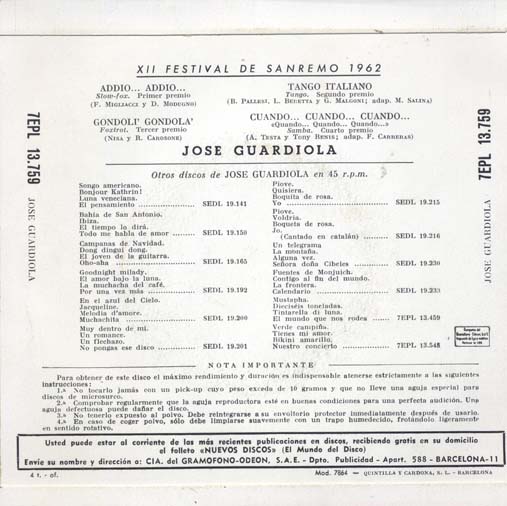 XII FESTIVAL DE SANREMO 1962
ADDIO... ADDIO...
Slow-fox. Primer premio
(F. Migliacci y D. Modugno)
TANGO ITALIANO
Tango. Segundo premio
(B. Pallesi, L. Beretta y G. Malgoni; adap. M. Salina)
GONDOLI' GONDOLA'
Foxtrot. Tercer premio
(Nisa y R. Carosone)
CUANDO... CUANDO... CUANDO...
«Quando... Quando... Quando...»
Samba. Cuarto premio
(A. Testa y Tony Renis; adap. F. Carreras)
JOSE GUARDIOLA
7EPL 13.759
JOSE GUARDIOLA
7EPL 13.759
JOSE GUARDIOLA
Otros discos de JOSE GUARDIOLA en 45 r.p.m.
Songo americano.
Bonjour Kathrin!
Luna veneciana.
El pensamiento ... SEDL 19.141
Bahía de San Antonio.
Ibiza.
El tiempo lo dirá.
Todo me habla de amor ... SEDL 19.150
Campanas de Navidad.
Dong dingui dong.
El joven de la guitarra.
Oho-aha ... SEDL 19.165
Goodnight milady.
El amor bajo la luna.
La muchacha del café.
Por una vez más ... SEDL 19.192
En el azul del Cielo.
Jacqueline.
Melodía d'amore.
Muchachita ... SEDL 19.200
Muy dentro de mí.
Un romance.
Un flechazo.
No pongas ese disco ... SEDL 19.201
Piove.
Quisiera.
Boquita de rosa.
Yo ... SEDL 19.215
Piove.
Voldria.
Boqueta de rosa.
Jo.
(Cantado en catalán) ... SEDL 19.216
Un telegrama
La montaña.
Alguna vez.
Señora doña Cibeles ... SEDL 19.230
Fuentes de Monjuich.
Contigo al fin del mundo.
La frontera.
Calendario ... SEDL 19.233
Mustapha.
Dieciséis toneladas.
Tintarella di luna.
El mundo que nos rodea ... 7EPL 13.459
Verde campiña.
Tienes mi amor.
Bikini amarillo.
Nuestro concierto ... 7EPL 13.548
NOTA IMPORTANTE
Para obtener de este disco el máximo rendimiento y duración es indispensable atenerse estrictamente a las siguientes
instrucciones:
1.ª No tocarlo jamás con un pick-up cuyo peso exceda de 10 gramos y que no lleve una aguja especial para
discos de microsurco.
2.ª Comprobar regularmente que la aguja reproductora esté en buenas condiciones para una perfecta audición. Una
aguja defectuosa puede dañar el disco.
3.ª No tenerlo expuesto al polvo. Debe reintegrarse a su envoltorio protector inmediatamente después de usarlo.
4.ª En caso de coger polvo, sólo debe limpiarse suavemente con un trapo humedecido, frotándolo ligeramente
en sentido rotativo.
Usted puede estar al corriente de las más recientes publicaciones en discos, recibiendo gratis en su domicilio
el folleto «NUEVOS DISCOS» (El Mundo del Disco)
Envíe su nombre y dirección a: CIA. del GRAMOFONO-ODEON, S.A.E. - Dpto. Publicidad - Apart. 588 - BARCELONA-11
4 t. - of.
Mod. 7864 — QUINTILLA Y CARDONA, S. L. - BARCELONA